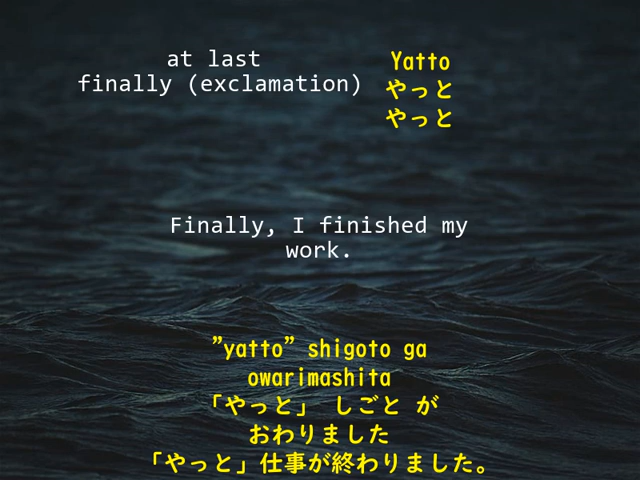 at last
finally (exclamation)
Yatto
やっと
やっと
Finally, I finished my
work.
”yatto” shigoto ga
owarimashita
「やっと」 しごと が
おわりました
「やっと」仕事が終わりました。